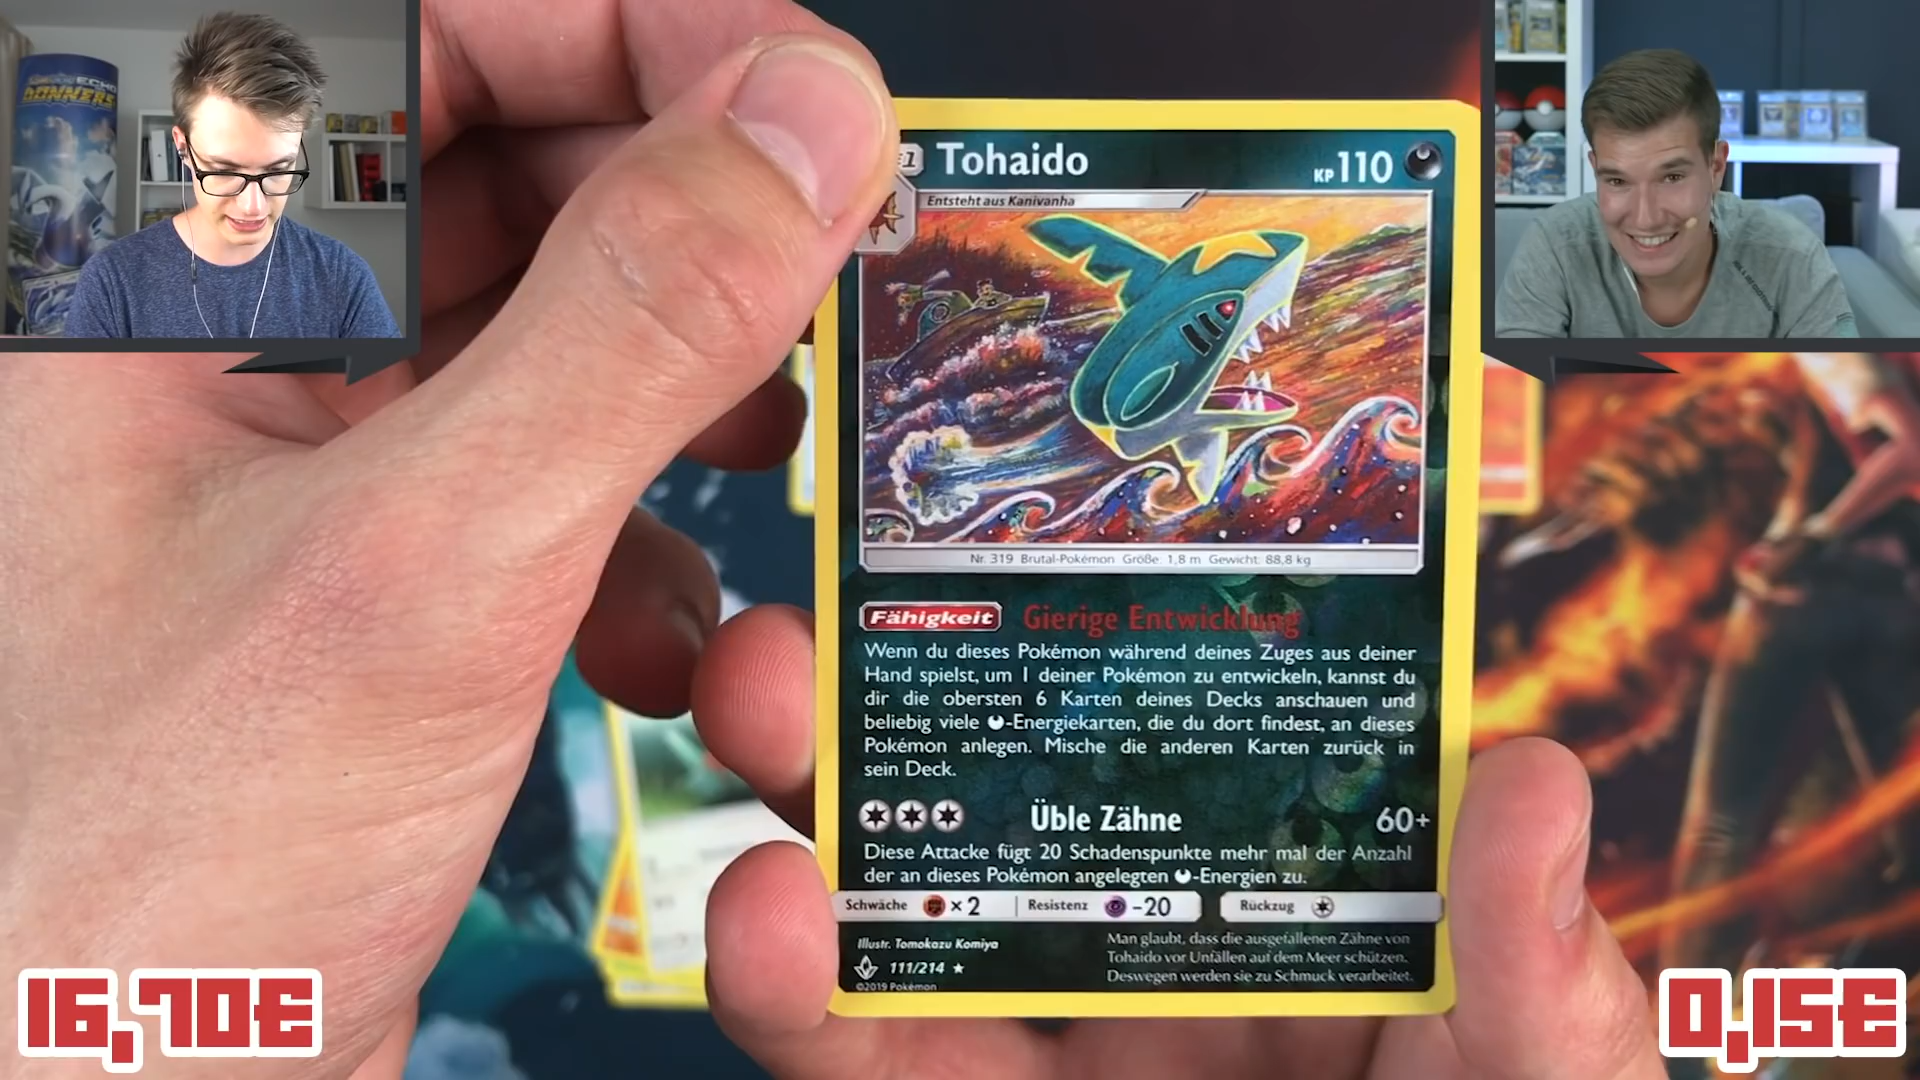 ECHO
DONNERS
Tohaido
KP 110
Entsteht aus Kanivanha
Nr. 319 Brutal-Pokémon Größe: 1,8 m Gewicht: 88,8 kg
Fähigkeit Gierige Entwicklung
Wenn du dieses Pokémon während deines Zuges aus deiner
Hand spielst, um 1 deiner Pokémon zu entwickeln, kannst du
dir die obersten 6 Karten deines Decks anschauen und
beliebig viele -Energiekarten, die du dort findest, an dieses
Pokémon anlegen. Mische die anderen Karten zurück in
sein Deck.
Üble Zähne 60+
Diese Attacke fügt 20 Schadenspunkte mehr mal der Anzahl
der an dieses Pokémon angelegten -Energien zu.
Schwäche ×2 Resistenz -20 Rückzug
Illustr. Tomokazu Komiya
111/214 ★
©2019 Pokémon
Man glaubt, dass die ausgefallenen Zähne von
Tohaido vor Unfällen auf dem Meer schützen.
Deswegen werden sie zu Schmuck verarbeitet.
16,70€
0,15€